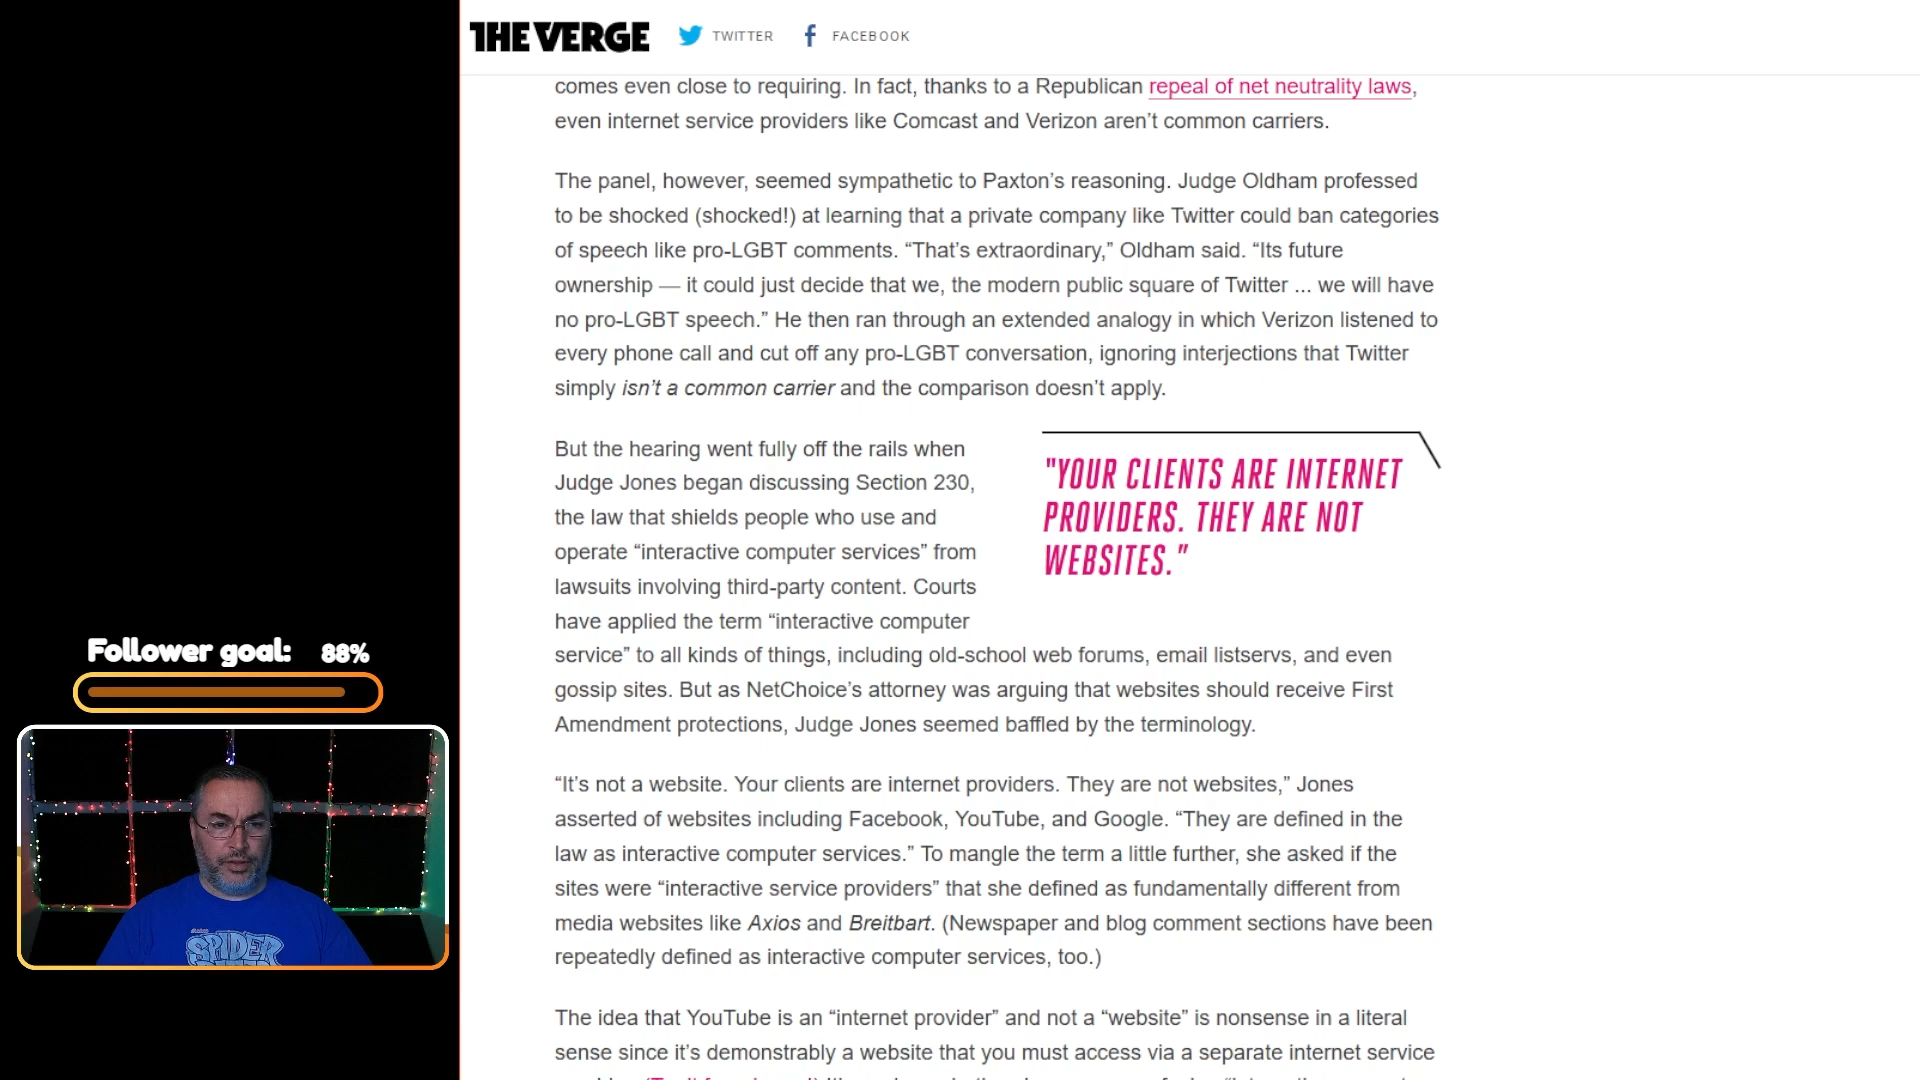 THE VERGE TWITTER FACEBOOK
comes even close to requiring. In fact, thanks to a Republican repeal of net neutrality laws,
even internet service providers like Comcast and Verizon aren’t common carriers.
The panel, however, seemed sympathetic to Paxton’s reasoning. Judge Oldham professed
to be shocked (shocked!) at learning that a private company like Twitter could ban categories
of speech like pro-LGBT comments. “That’s extraordinary,” Oldham said. “Its future
ownership — it could just decide that we, the modern public square of Twitter ... we will have
no pro-LGBT speech.” He then ran through an extended analogy in which Verizon listened to
every phone call and cut off any pro-LGBT conversation, ignoring interjections that Twitter
simply isn’t a common carrier and the comparison doesn’t apply.
But the hearing went fully off the rails when
Judge Jones began discussing Section 230,
the law that shields people who use and
operate “interactive computer services” from
lawsuits involving third-party content. Courts
have applied the term “interactive computer
service” to all kinds of things, including old-school web forums, email listservs, and even
gossip sites. But as NetChoice’s attorney was arguing that websites should receive First
Amendment protections, Judge Jones seemed baffled by the terminology.
"YOUR CLIENTS ARE INTERNET
PROVIDERS. THEY ARE NOT
WEBSITES.”
“It’s not a website. Your clients are internet providers. They are not websites,” Jones
asserted of websites including Facebook, YouTube, and Google. “They are defined in the
law as interactive computer services.” To mangle the term a little further, she asked if the
sites were “interactive service providers” that she defined as fundamentally different from
media websites like Axios and Breitbart. (Newspaper and blog comment sections have been
repeatedly defined as interactive computer services, too.)
The idea that YouTube is an “internet provider” and not a “website” is nonsense in a literal
sense since it’s demonstrably a website that you must access via a separate internet service
Follower goal: 88%
SPIDER